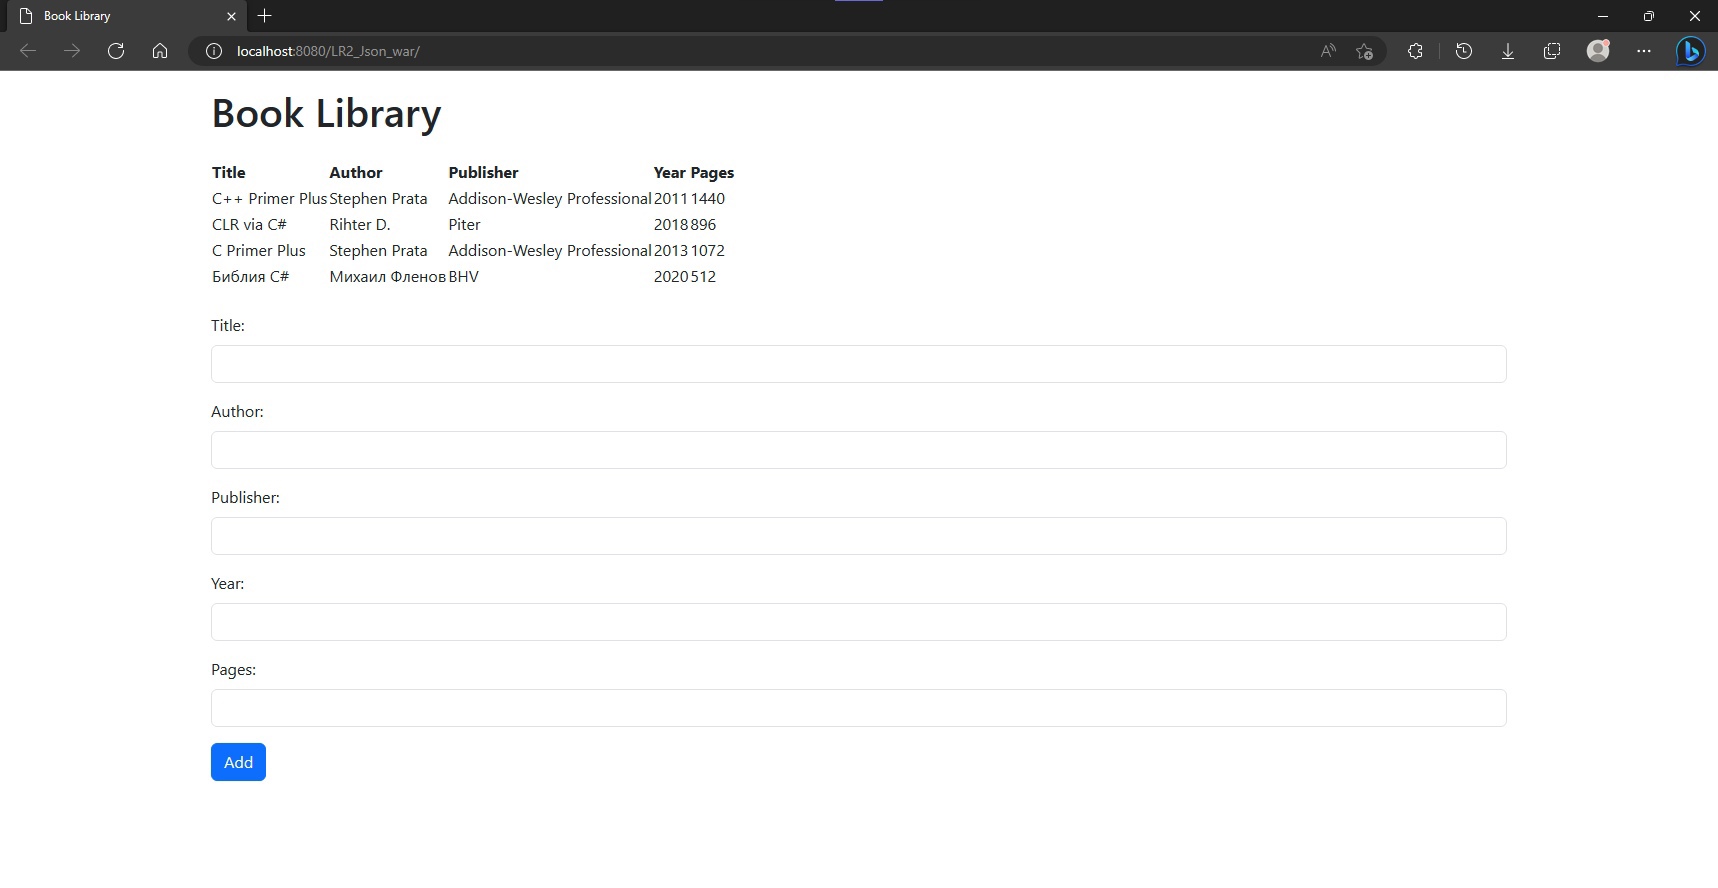 Book Library
localhost:8080/LR2_Json_war/
Book Library
Title Author Publisher Year Pages
C++ Primer Plus Stephen Prata Addison-Wesley Professional 2011 1440
CLR via C# Rihter D. Piter 2018 896
C Primer Plus Stephen Prata Addison-Wesley Professional 2013 1072
Библия C# Михаил Фленов BHV 2020 512
Title:
Author:
Publisher:
Year:
Pages:
Add